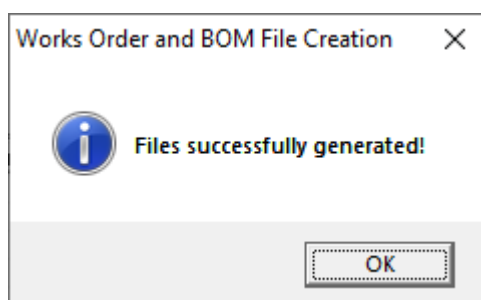 Works Order and BOM File Creation
Files successfully generated!
OK